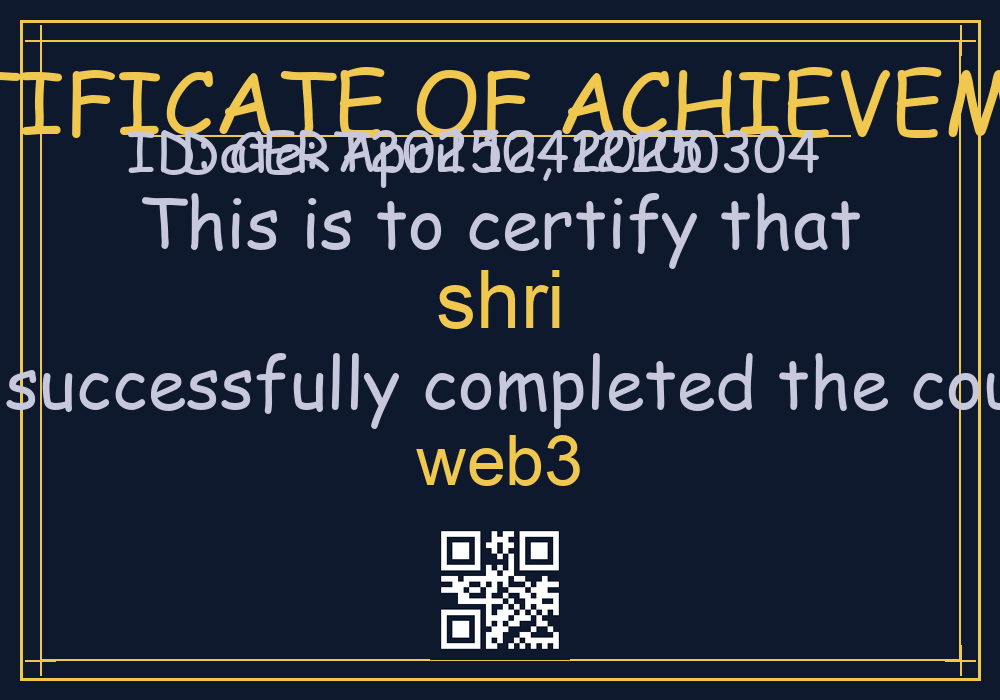 TIFICATE OF ACHIEVEM
This is to certify that
shri
successfully completed the cou
web3